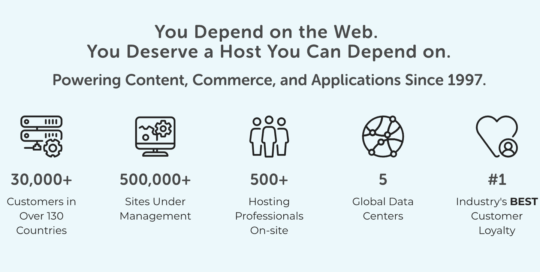 You Depend on the Web.
You Deserve a Host You Can Depend on.
Powering Content, Commerce, and Applications Since 1997.
30,000+
Customers in
Over 130
Countries
500,000+
Sites Under
Management
500+
Hosting
Professionals
On-site
5
Global Data
Centers
#1
Industry's BEST
Customer
Loyalty